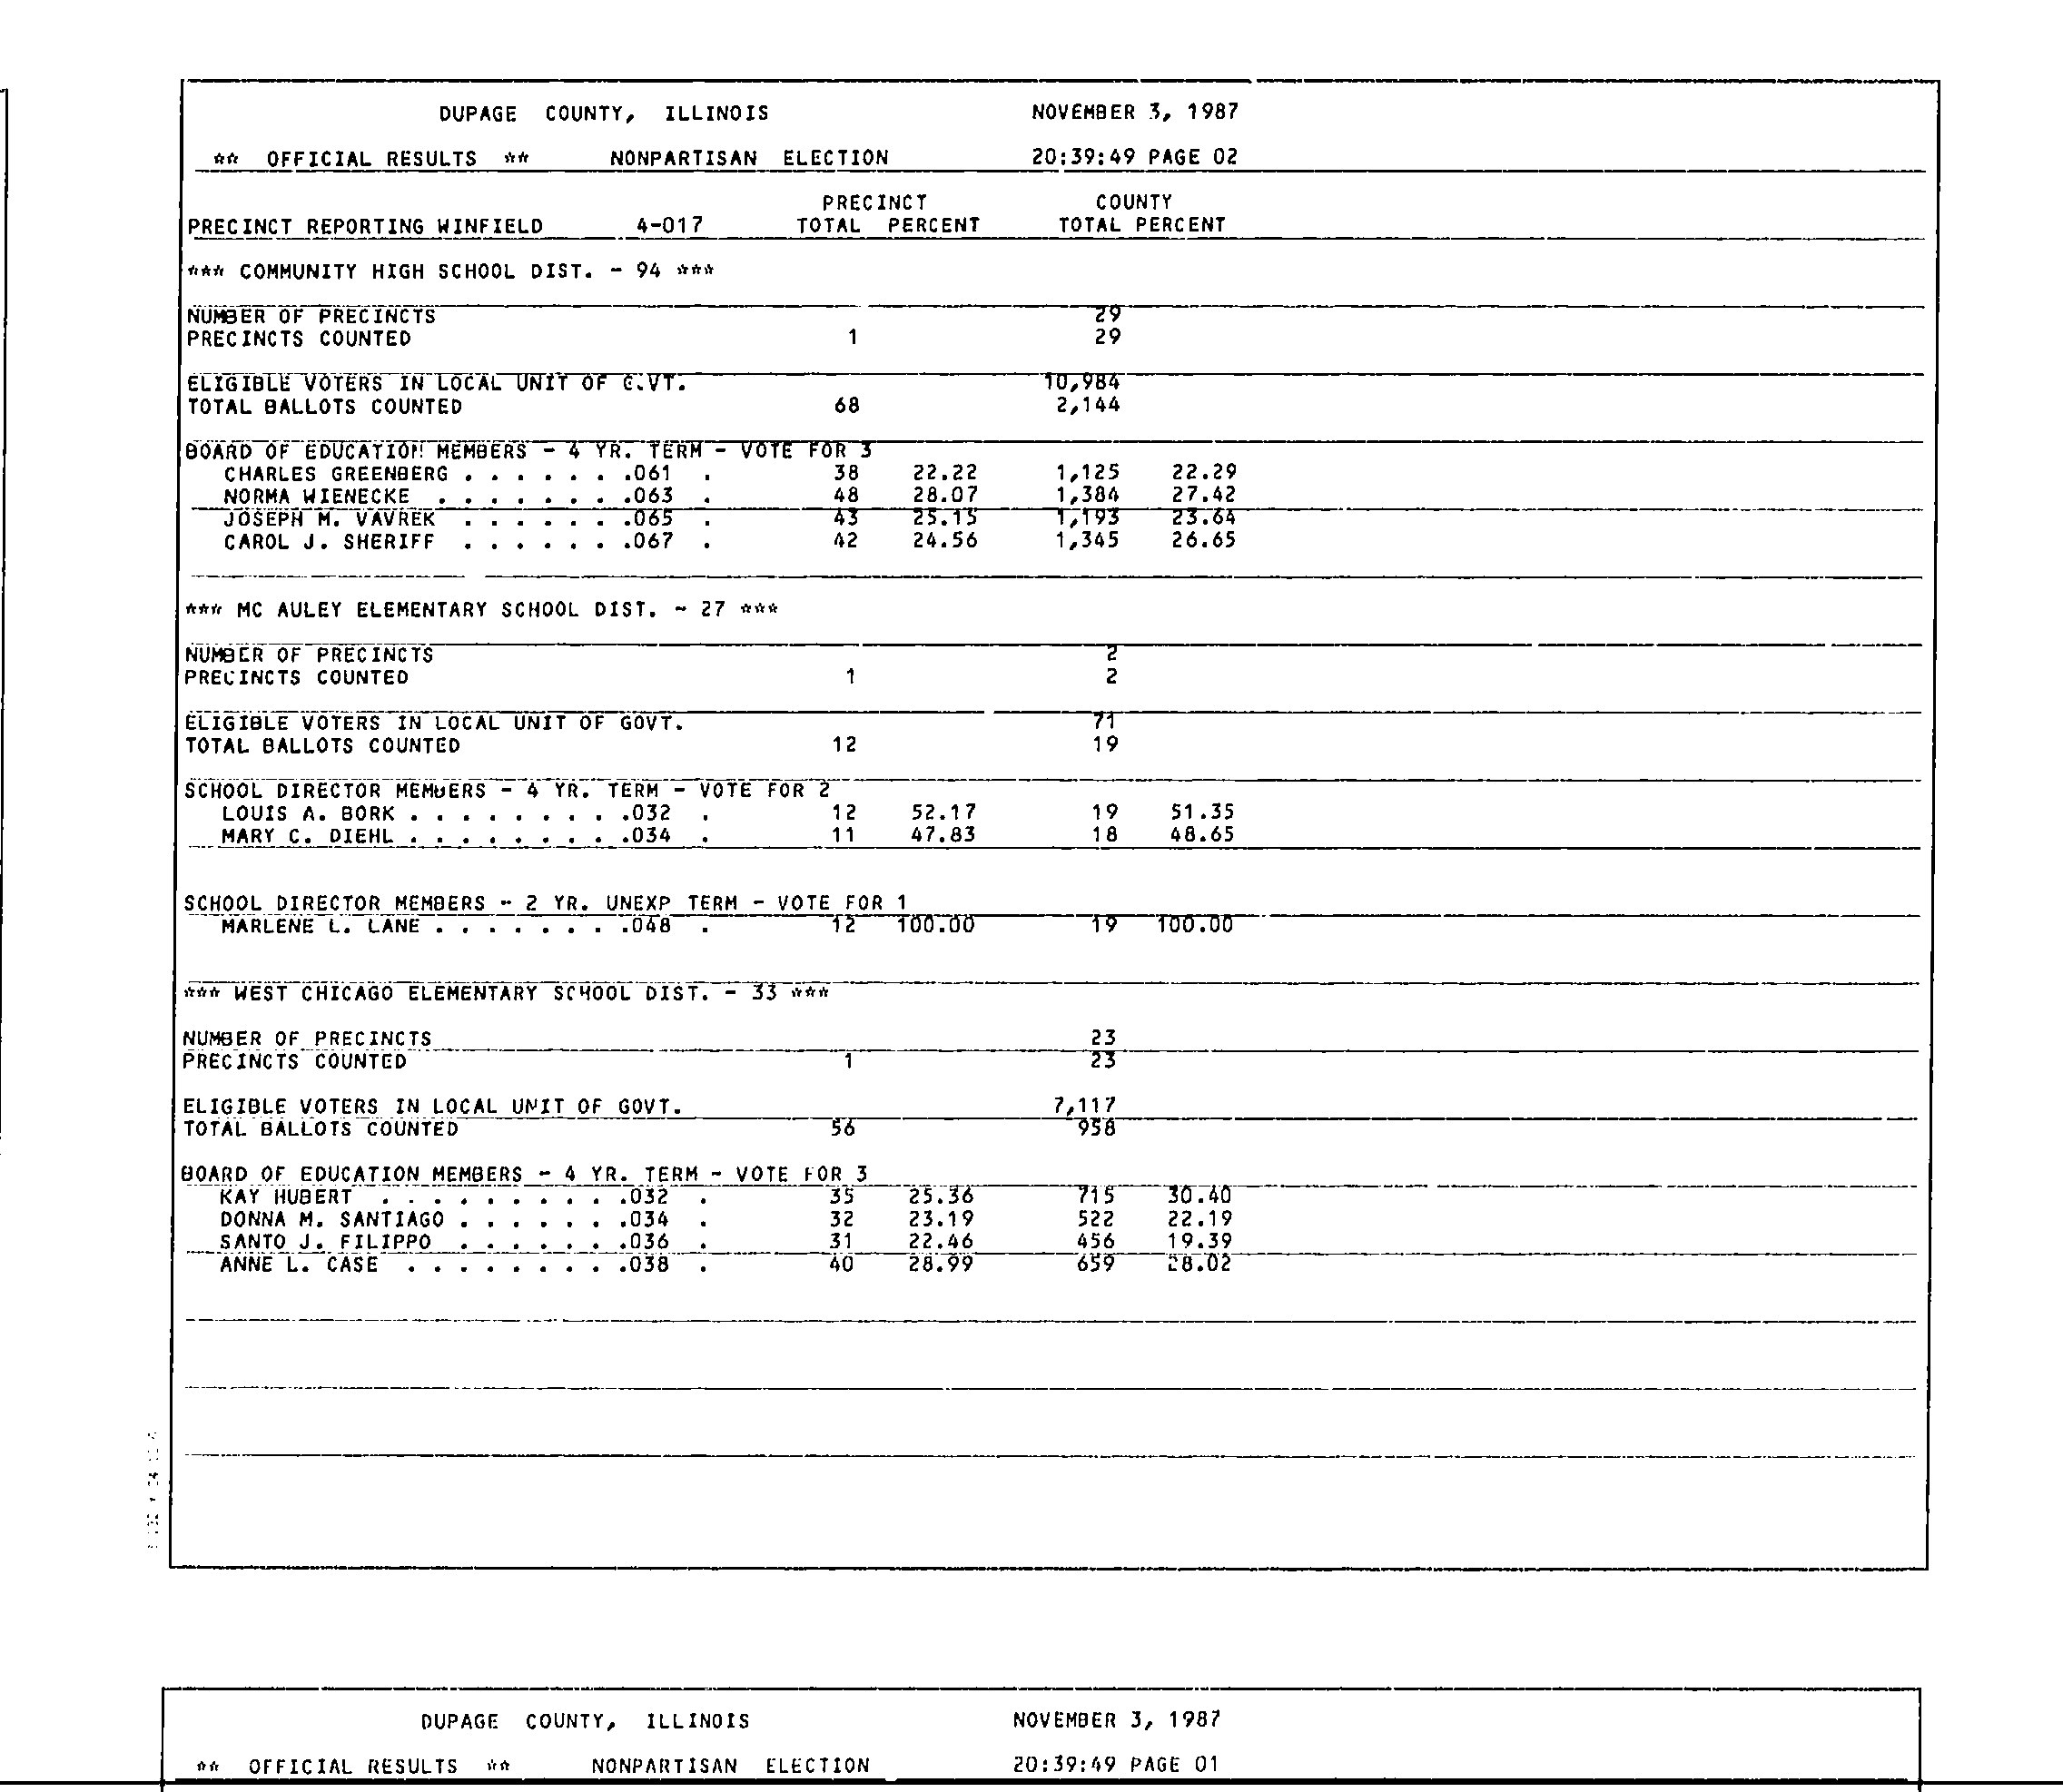 DUPAGE COUNTY, ILLINOIS NOVEMBER 3, 1987
** OFFICIAL RESULTS ** NONPARTISAN ELECTION 20:39:49 PAGE 02
PRECINCT COUNTY
PRECINCT REPORTING WINFIELD 4-017 TOTAL PERCENT TOTAL PERCENT
*** COMMUNITY HIGH SCHOOL DIST. - 94 ***
NUMBER OF PRECINCTS 29
PRECINCTS COUNTED 1 29
ELIGIBLE VOTERS IN LOCAL UNIT OF G.VT. 10,984
TOTAL BALLOTS COUNTED 68 2,144
BOARD OF EDUCATION MEMBERS - 4 YR. TERM - VOTE FOR 3
CHARLES GREENBERG . . . . . . .061 . 38 22.22 1,125 22.29
NORMA WIENECKE . . . . . . . .063 . 48 28.07 1,384 27.42
JOSEPH M. VAVREK . . . . . . .065 . 43 25.15 1,193 23.64
CAROL J. SHERIFF . . . . . . .067 . 42 24.56 1,345 26.65
*** MC AULEY ELEMENTARY SCHOOL DIST. - 27 ***
NUMBER OF PRECINCTS 2
PRECINCTS COUNTED 1 2
ELIGIBLE VOTERS IN LOCAL UNIT OF GOVT. 71
TOTAL BALLOTS COUNTED 12 19
SCHOOL DIRECTOR MEMBERS - 4 YR. TERM - VOTE FOR 2
LOUIS A. BORK . . . . . . . . .032 . 12 52.17 19 51.35
MARY C. DIEHL . . . . . . . . .034 . 11 47.83 18 48.65
SCHOOL DIRECTOR MEMBERS - 2 YR. UNEXP TERM - VOTE FOR 1
MARLENE L. LANE . . . . . . . .048 . 12 100.00 19 100.00
*** WEST CHICAGO ELEMENTARY SCHOOL DIST. - 33 ***
NUMBER OF PRECINCTS 23
PRECINCTS COUNTED 1 23
ELIGIBLE VOTERS IN LOCAL UNIT OF GOVT. 7,117
TOTAL BALLOTS COUNTED 56 958
BOARD OF EDUCATION MEMBERS - 4 YR. TERM - VOTE FOR 3
KAY HUBERT . . . . . . . . . .032 . 35 25.36 715 30.40
DONNA M. SANTIAGO . . . . . . .034 . 32 23.19 522 22.19
SANTO J. FILIPPO . . . . . . .036 . 31 22.46 456 19.39
ANNE L. CASE . . . . . . . . .038 . 40 28.99 659 28.02
DUPAGE COUNTY, ILLINOIS NOVEMBER 3, 1987
** OFFICIAL RESULTS ** NONPARTISAN ELECTION 20:39:49 PAGE 01